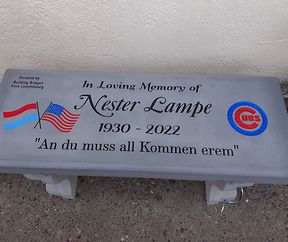 Donated by
Building Bridges
from Luxembourg
In Loving Memory of
Nester Lampe
1930 - 2022
CUBS
"An du muss all Kommen erem"